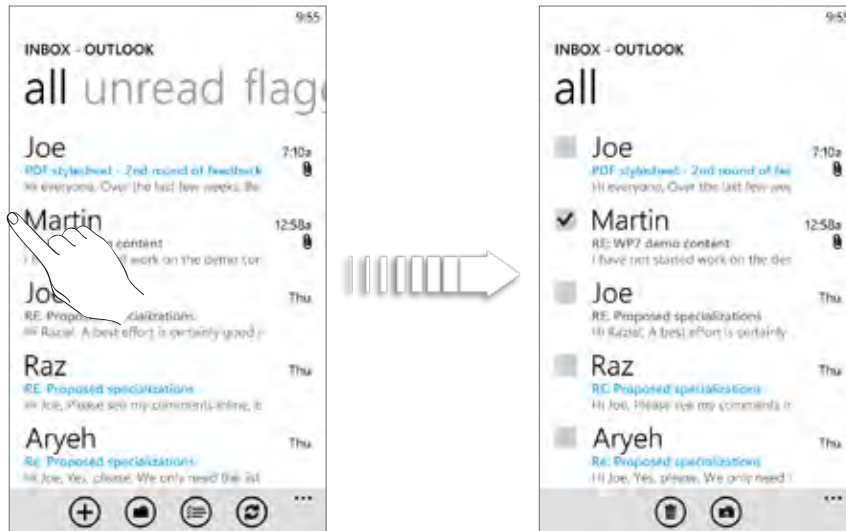 9:55
INBOX - OUTLOOK
all unread flagg
Joe
7:10a
PDF stylesheet - 2nd round of feedback
Hi everyone, Over the last few weeks, Be
Martin
12:58a
content
work on the demo con
Joe
Thu
RE: Proposed specializations
Hi Razial, A best effort is certainly good
Raz
Thu
RE: Proposed specializations
Hi Joe, Please see my comments inline,
Aryeh
Thu
Re: Proposed specializations
Hi Joe, Yes, please. We only need the list
9:55
INBOX - OUTLOOK
all
Joe
7:10a
PDF stylesheet - 2nd round of fee
Hi everyone, Over the last few wee
Martin
12:58a
RE: WP7 demo content
I have not started work on the der
Joe
Thu
RE: Proposed specializations
Hi Razial, A best effort is certainly
Raz
Thu
RE: Proposed specializations
Hi Joe, Please see my comments
Aryeh
Thu
Re: Proposed specializations
Hi Joe, Yes, please. We only need